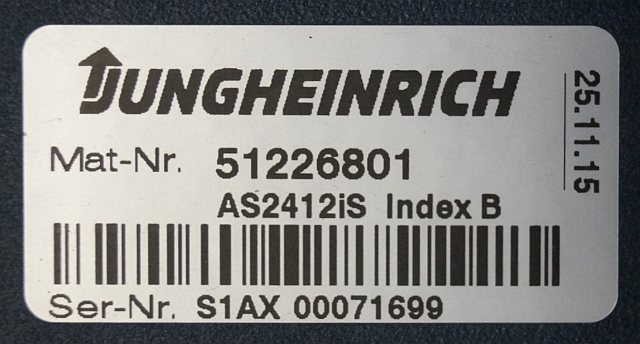 JUNGHEINRICH
25.11.15
Mat-Nr. 51226801
AS2412iS Index B
Ser-Nr. S1AX 00071699